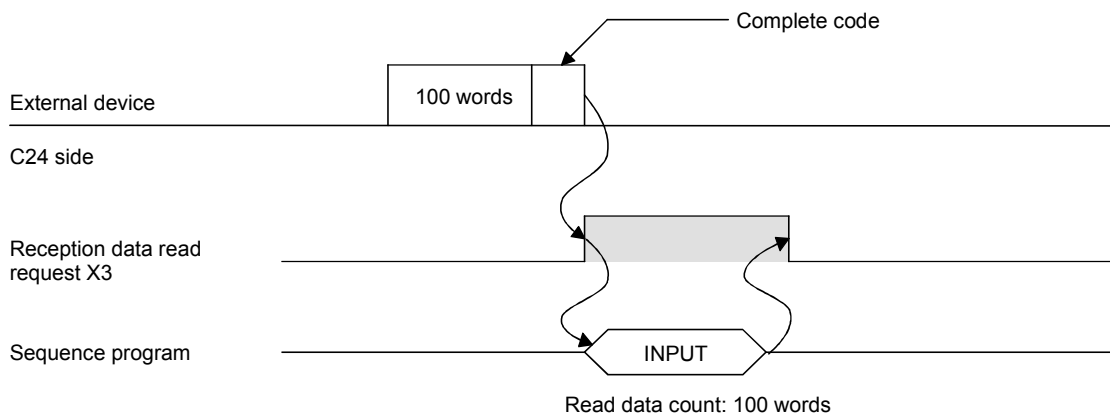 Complete code
100 words
External device
C24 side
Reception data read
request X3
Sequence program
INPUT
Read data count: 100 words